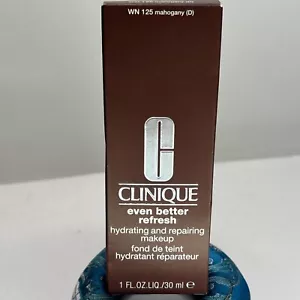 WN 125 mahogany (D)
CLINIQUE
even better
refresh
hydrating and repairing
makeup
fond de teint
hydratant réparateur
1 FL.OZ.LIQ./30 ml ℮